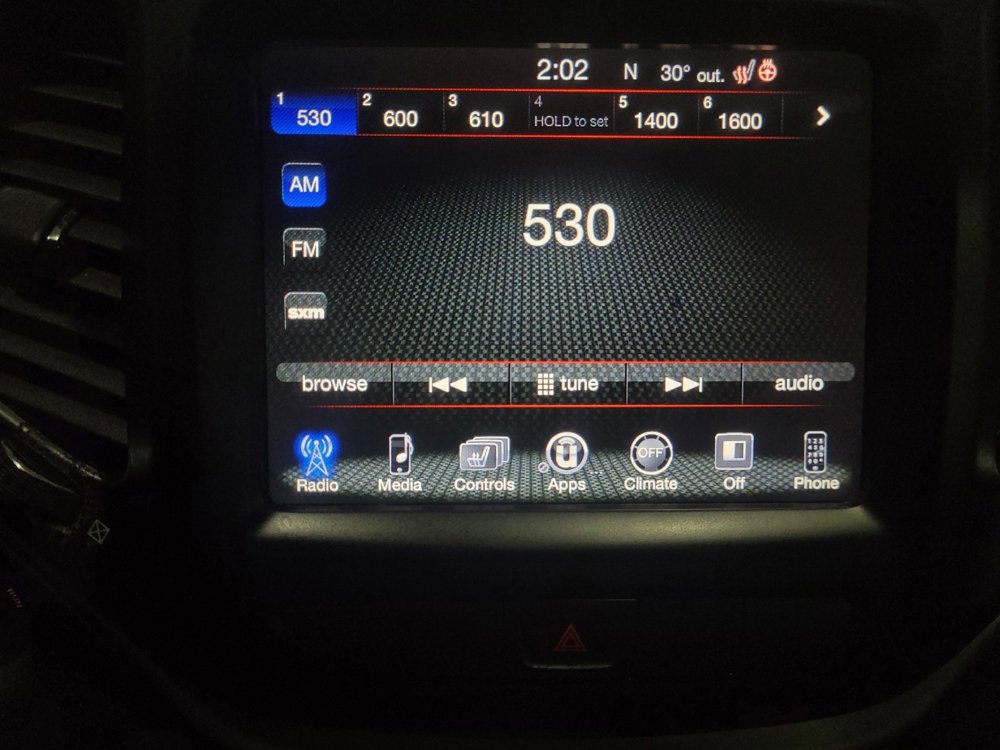 2:02 N 30° out.
1 530 2 600 3 610 4 HOLD to set 5 1400 6 1600
AM
530
FM
sxm
browse tune audio
OFF
Radio Media Controls Apps Climate Off Phone
RUN